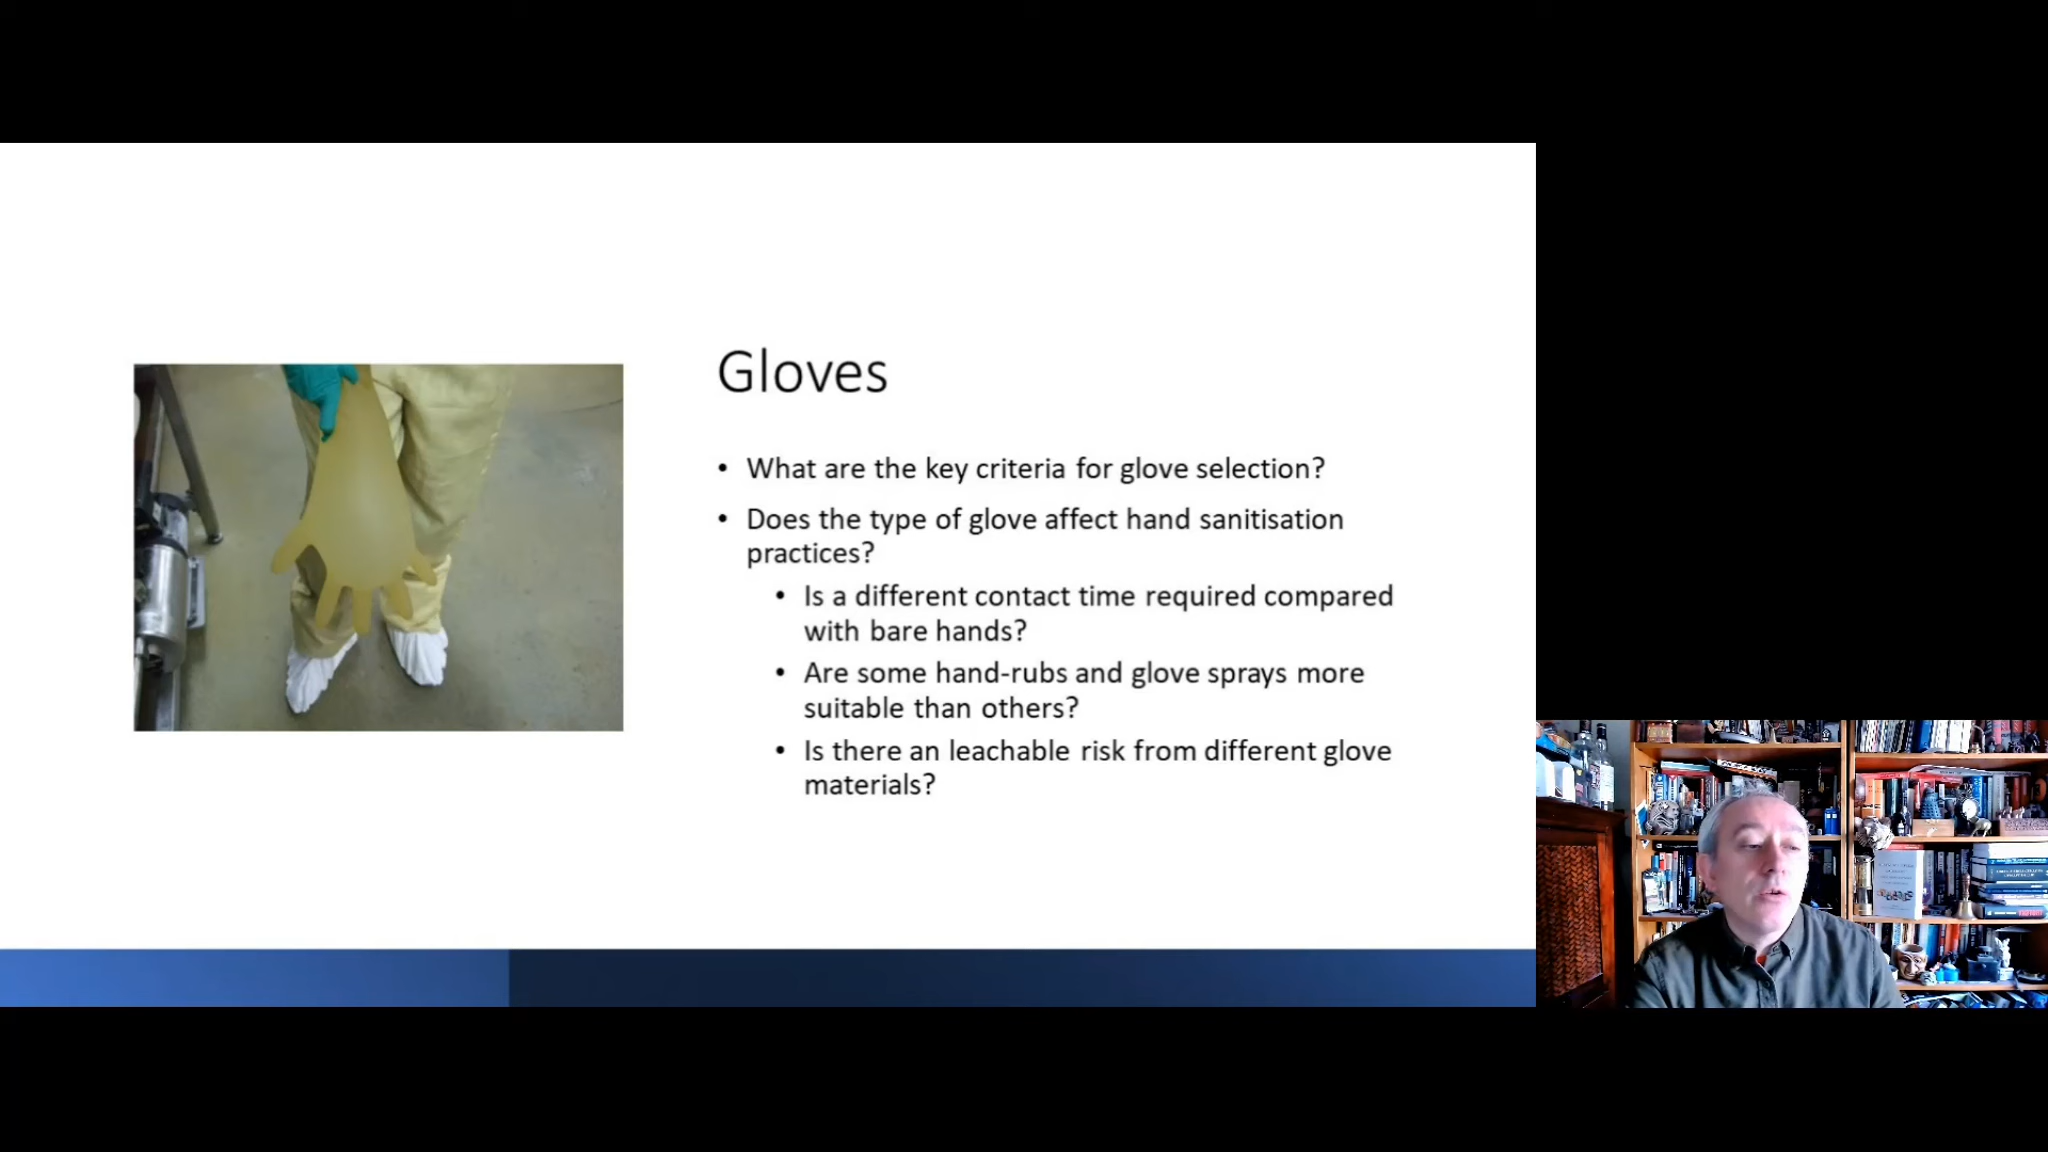 Gloves
• What are the key criteria for glove selection?
• Does the type of glove affect hand sanitisation
practices?
• Is a different contact time required compared
with bare hands?
• Are some hand-rubs and glove sprays more
suitable than others?
• Is there an leachable risk from different glove
materials?